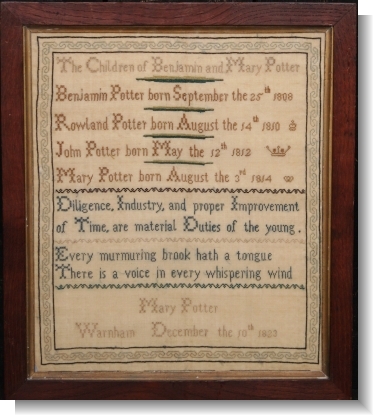 The Children of Benjamin and Mary Potter
Benjamin Potter born September the 25th 1808
Rowland Potter born August the 14th 1810
John Potter born May the 12th 1812
Mary Potter born August the 3rd 1814
Diligence, Industry, and proper Improvement
of Time, are material Duties of the young.
Every murmuring brook hath a tongue
There is a voice in every whispering wind
Mary Potter
Warnham December the 10th 1823